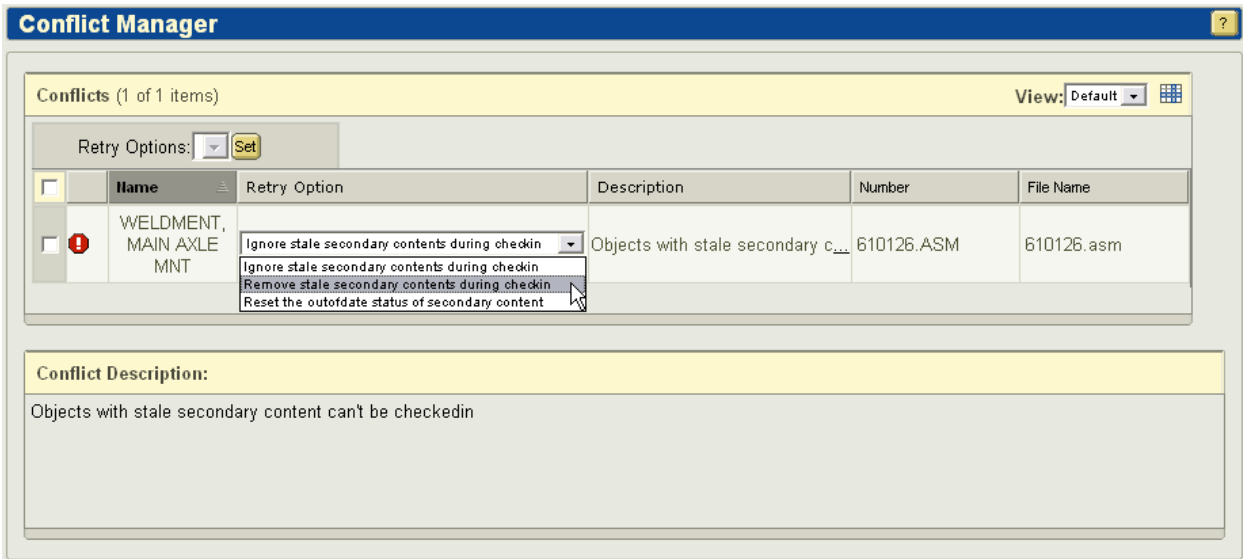 Conflict Manager
?
Conflicts (1 of 1 items)
View: Default
Retry Options: Set
Name Retry Option Description Number File Name
WELDMENT, MAIN AXLE MNT
Ignore stale secondary contents during checkin
Objects with stale secondary c... 610126.ASM 610126.asm
Ignore stale secondary contents during checkin
Remove stale secondary contents during checkin
Reset the outofdate status of secondary content
Conflict Description:
Objects with stale secondary content can't be checkedin